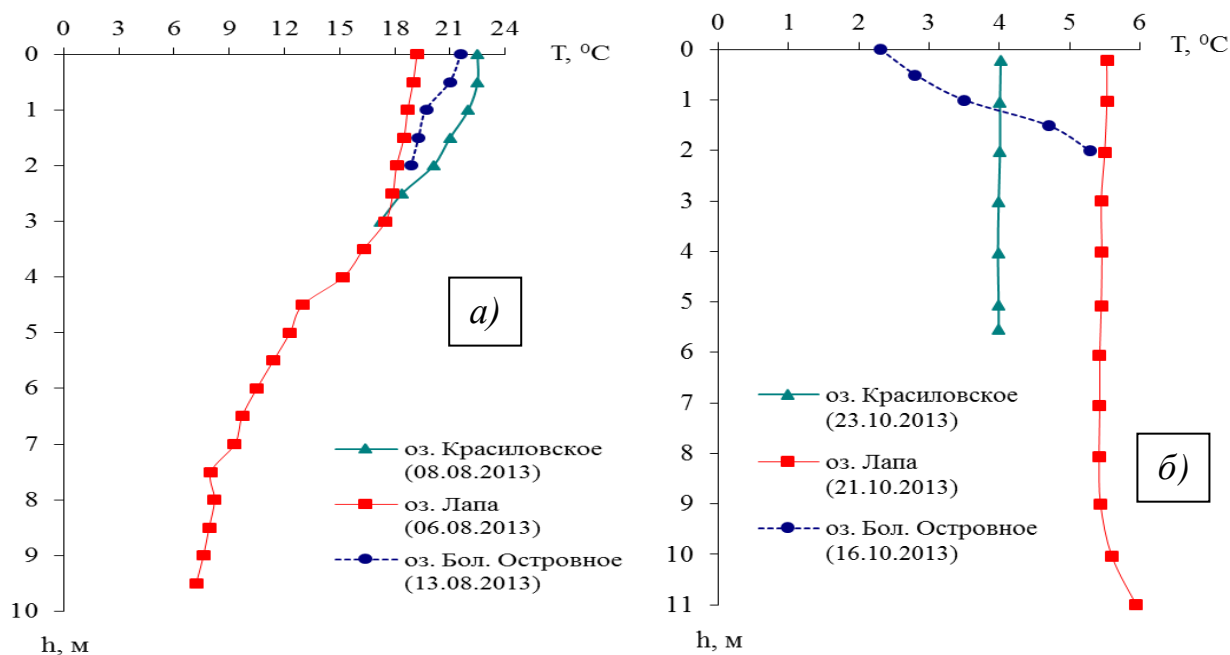 0 3 6 9 12 15 18 21 24
T, ⁰C
0
1
2
3
4
5
6
7
8
9
10
h, м
а)
оз. Красиловское
(08.08.2013)
оз. Лапа
(06.08.2013)
оз. Бол. Островное
(13.08.2013)
0 1 2 3 4 5 6
T, ⁰C
0
1
2
3
4
5
6
7
8
9
10
11
h, м
б)
оз. Красиловское
(23.10.2013)
оз. Лапа
(21.10.2013)
оз. Бол. Островное
(16.10.2013)